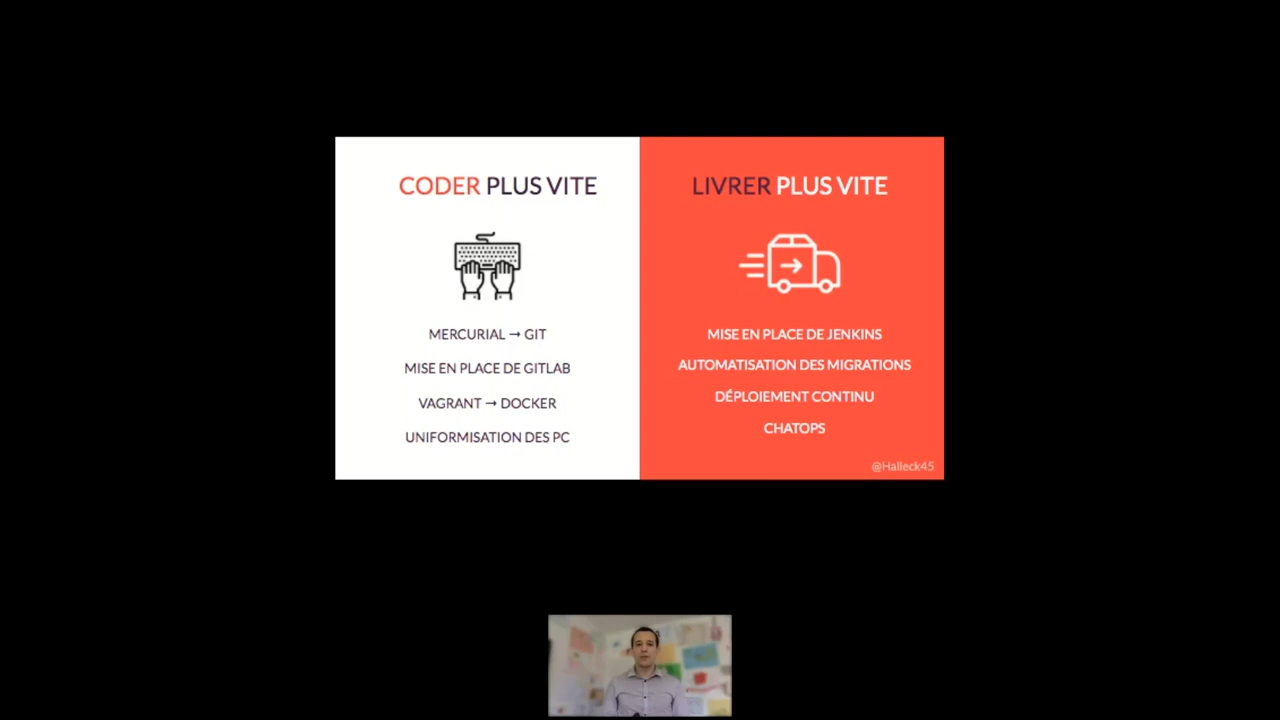 CODER PLUS VITE
MERCURIAL → GIT
MISE EN PLACE DE GITLAB
VAGRANT → DOCKER
UNIFORMISATION DES PC
LIVRER PLUS VITE
MISE EN PLACE DE JENKINS
AUTOMATISATION DES MIGRATIONS
DÉPLOIEMENT CONTINU
CHATOPS
@Halleck45